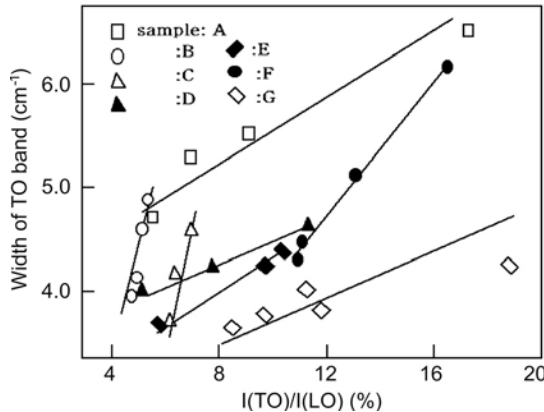 sample: A
:B :E
:C :F
:D :G
6.0
5.0
4.0
Width of TO band (cm⁻¹)
4 8 12 16 20
I(TO)/I(LO) (%)